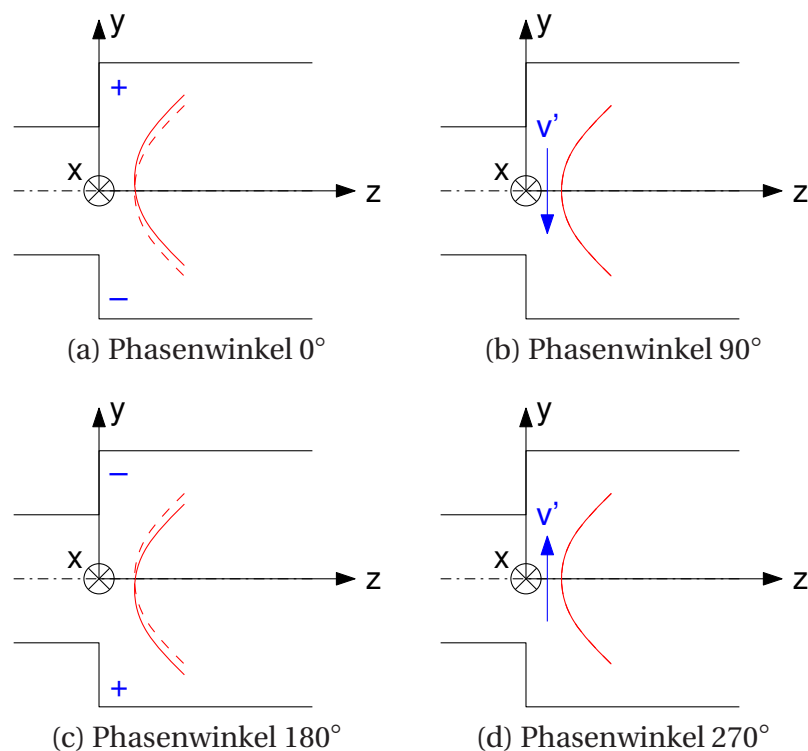 y
+
x
z
−
(a) Phasenwinkel 0°
y
v’
x
z
(b) Phasenwinkel 90°
y
−
x
z
+
(c) Phasenwinkel 180°
y
v’
x
z
(d) Phasenwinkel 270°